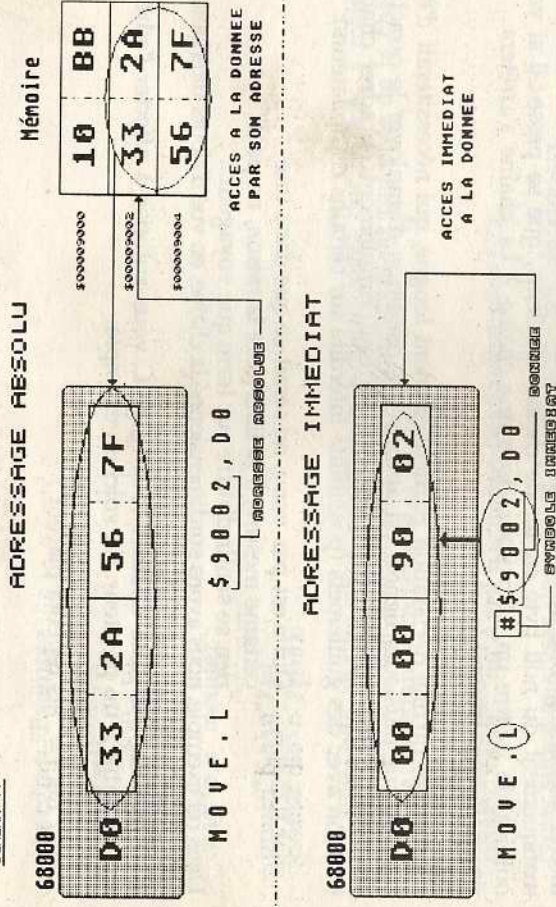 ADRESSAGE ABSOLU
68000
D0 33 2A 56 7F
MOVE.L $9002,D0
ADRESSE ABSOLUE
Mémoire
$00009000 10 BB
$00009002 33 2A
$00009004 56 7F
ACCES A LA DONNEE
PAR SON ADRESSE
ADRESSAGE IMMEDIAT
68000
D0 00 00 90 02
MOVE.L #$9002,D0
DONNEE
SYMBOLE IMMEDIAT
ACCES IMMEDIAT
A LA DONNEE